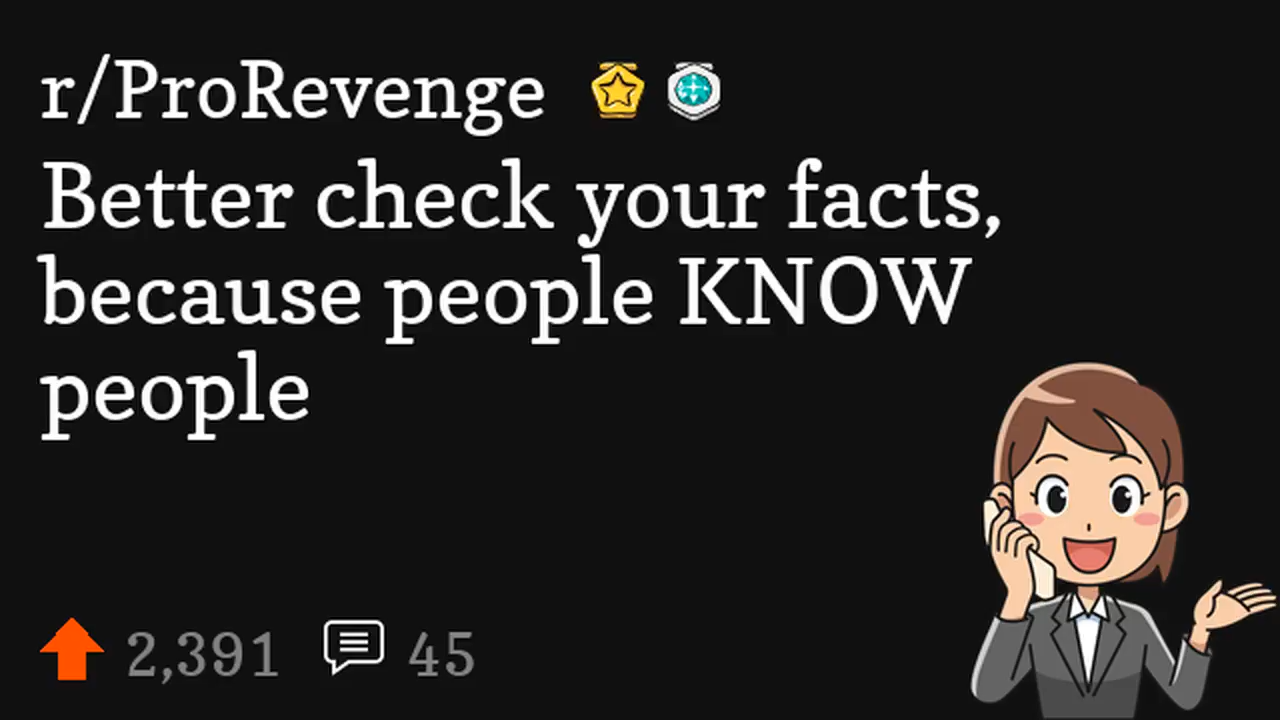 r/ProRevenge
Better check your facts,
because people KNOW
people
2,391 45